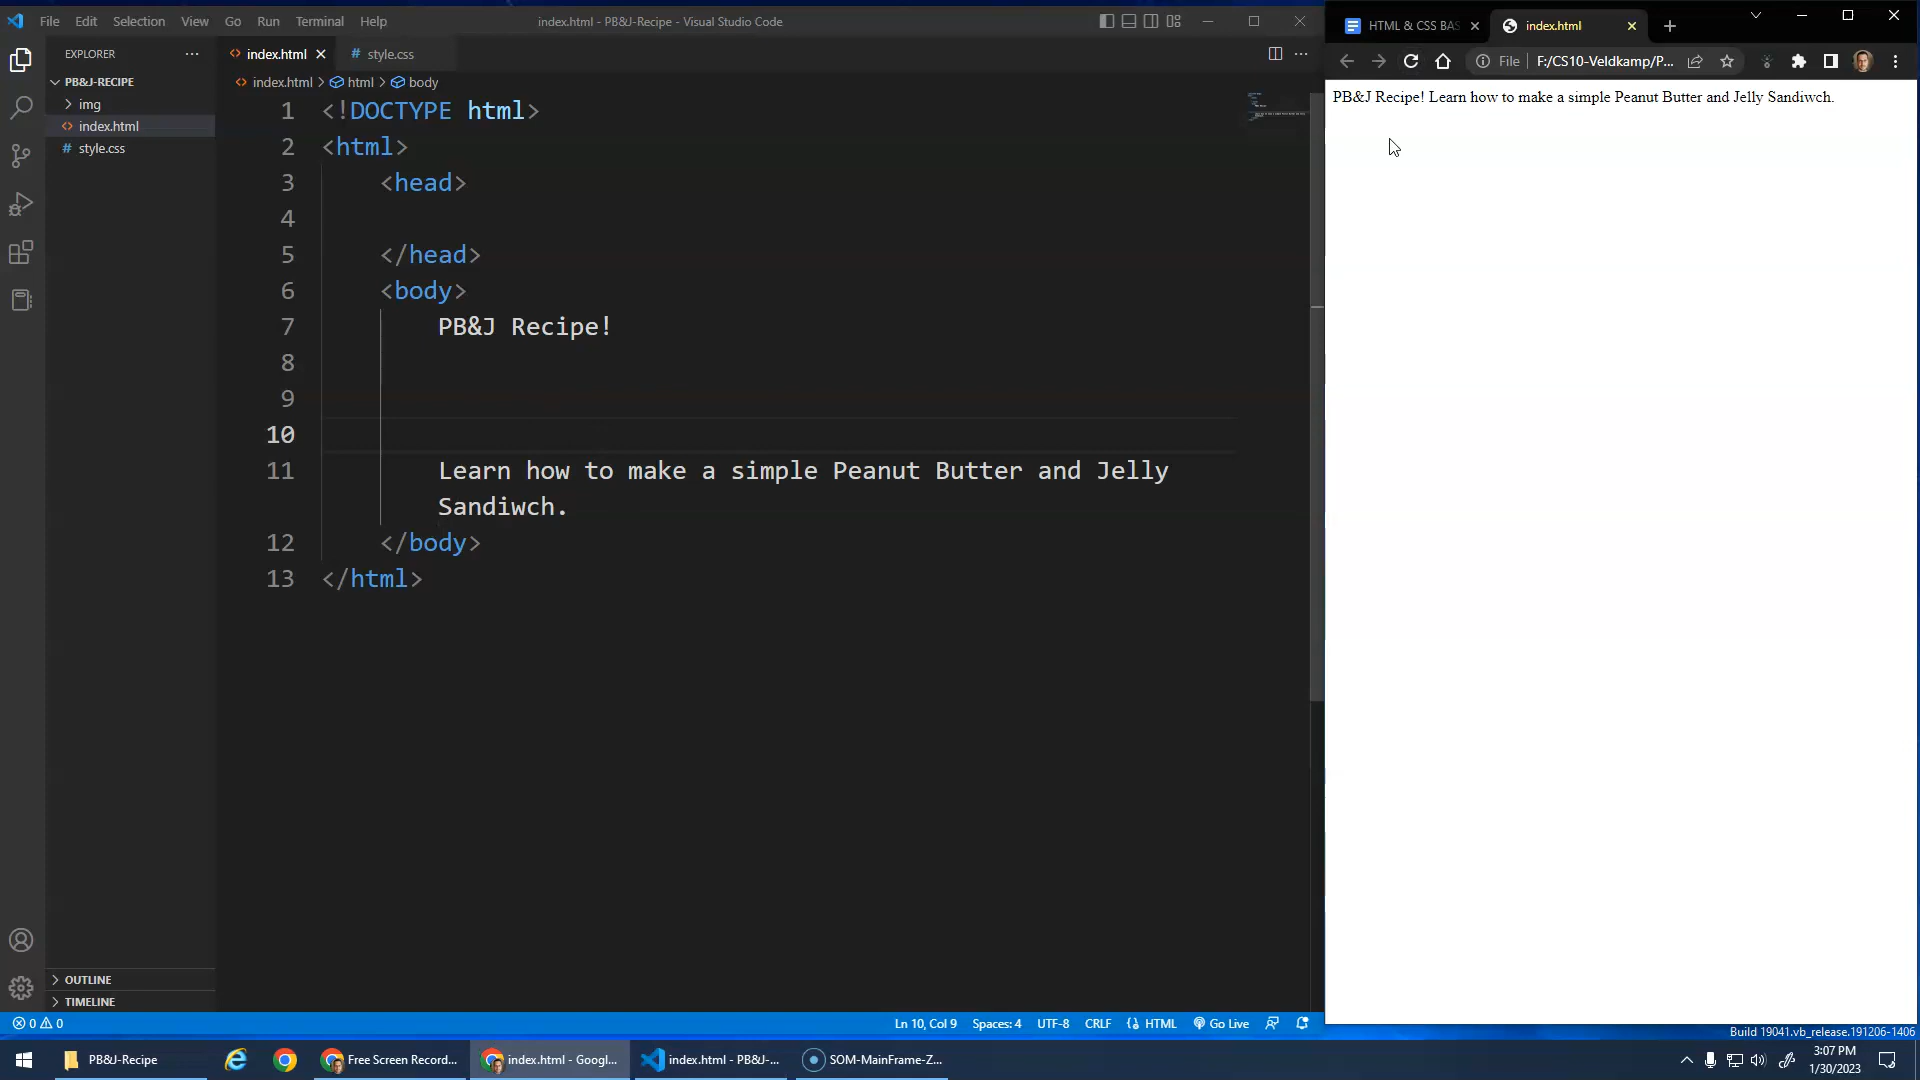 File Edit Selection View Go Run Terminal Help
index.html - PB&J-Recipe - Visual Studio Code
EXPLORER
PB&J-RECIPE
img
index.html
style.css
OUTLINE
TIMELINE
index.html
style.css
index.html > html > body
1 <!DOCTYPE html>
2 <html>
3 <head>
4
5 </head>
6 <body>
7 PB&J Recipe!
8
9
10
11 Learn how to make a simple Peanut Butter and Jelly
Sandiwch.
12 </body>
13 </html>
0 0
Ln 10, Col 9 Spaces: 4 UTF-8 CRLF HTML Go Live
HTML & CSS BAS
index.html
File F:/CS10-Veldkamp/P...
PB&J Recipe! Learn how to make a simple Peanut Butter and Jelly Sandiwch.
Build 19041.vb_release.191206-1406
PB&J-Recipe
Free Screen Record...
index.html - Googl...
index.html - PB&J-...
SOM-MainFrame-Z...
3:07 PM
1/30/2023